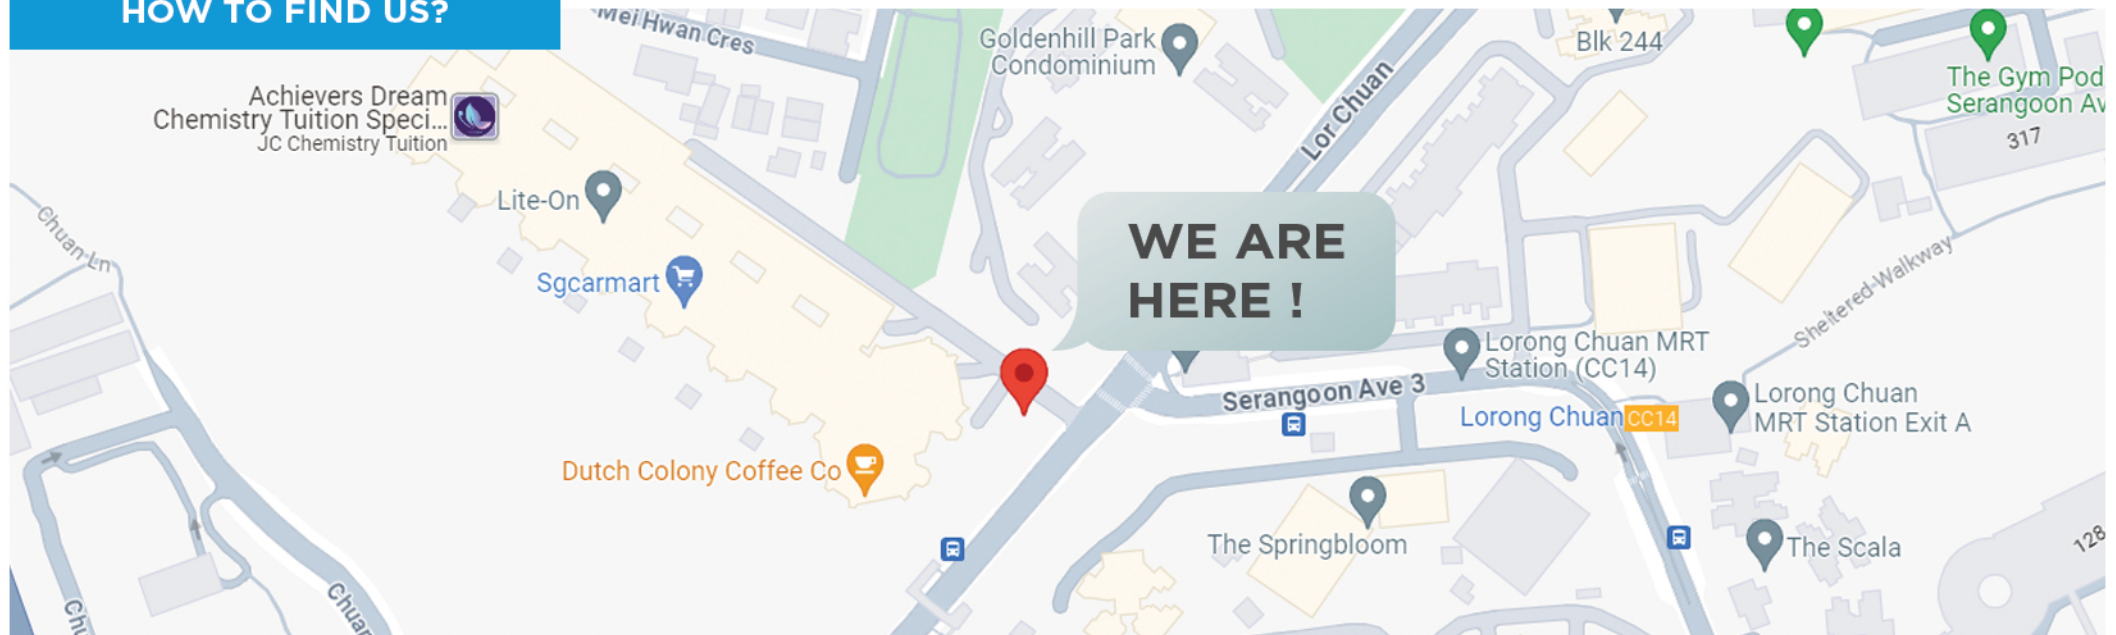 HOW TO FIND US?
Mei Hwan Cres
Goldenhill Park
Condominium
Blk 244
The Gym Pod
Serangoon Av
317
Achievers Dream
Chemistry Tuition Speci...
JC Chemistry Tuition
Lor Chuan
Lite-On
Chuan Ln
WE ARE
HERE !
Sgcarmart
Sheltered Walkway
Lorong Chuan MRT
Station (CC14)
Serangoon Ave 3
Lorong Chuan CC14
Lorong Chuan
MRT Station Exit A
Dutch Colony Coffee Co
The Springbloom
The Scala
128
Chu
Chuan